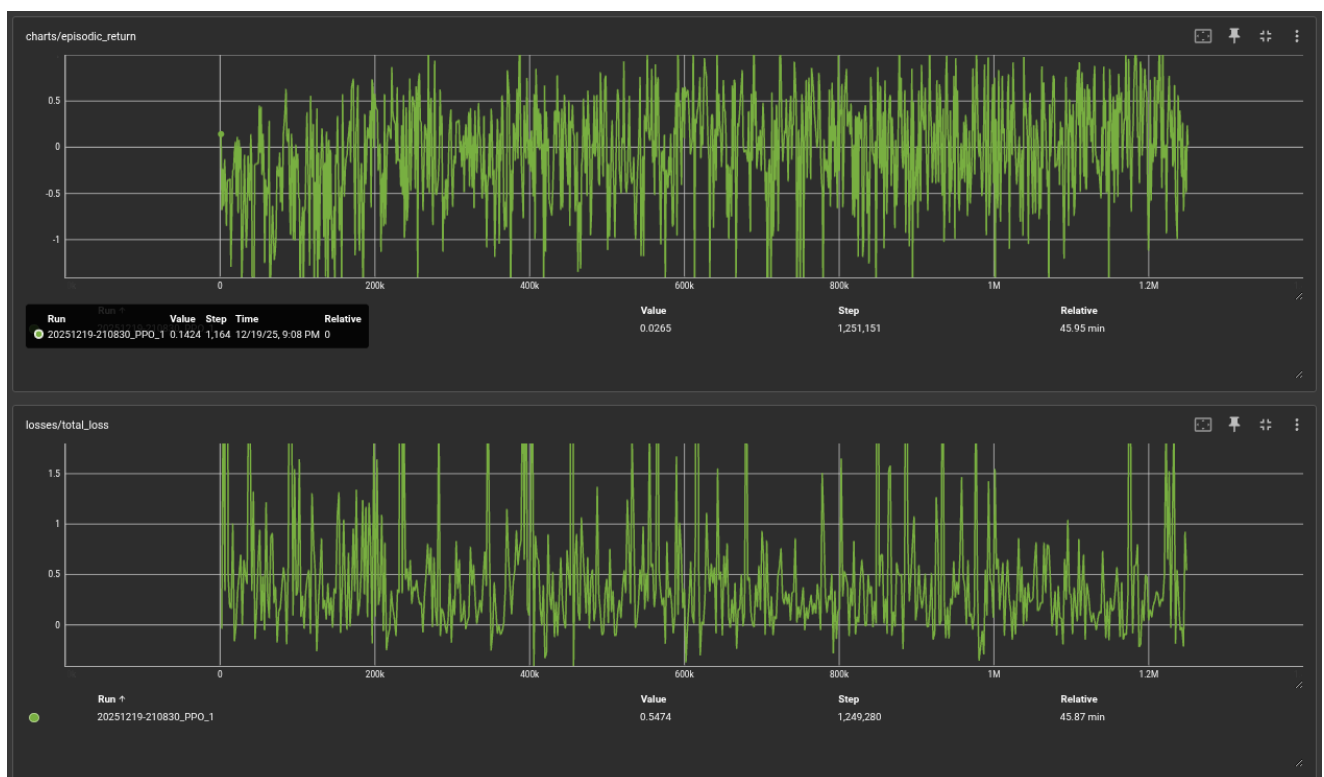 charts/episodic_return
0.5
0
-0.5
-1
0 200k 400k 600k 800k 1M 1.2M
Run ↑ Value Step Relative
0.0265 1,251,151 45.95 min
Run Value Step Time Relative
20251219-210830_PPO_1 0.1424 1,164 12/19/25, 9:08 PM 0
losses/total_loss
1.5
1
0.5
0
0 200k 400k 600k 800k 1M 1.2M
Run ↑ Value Step Relative
20251219-210830_PPO_1 0.5474 1,249,280 45.87 min